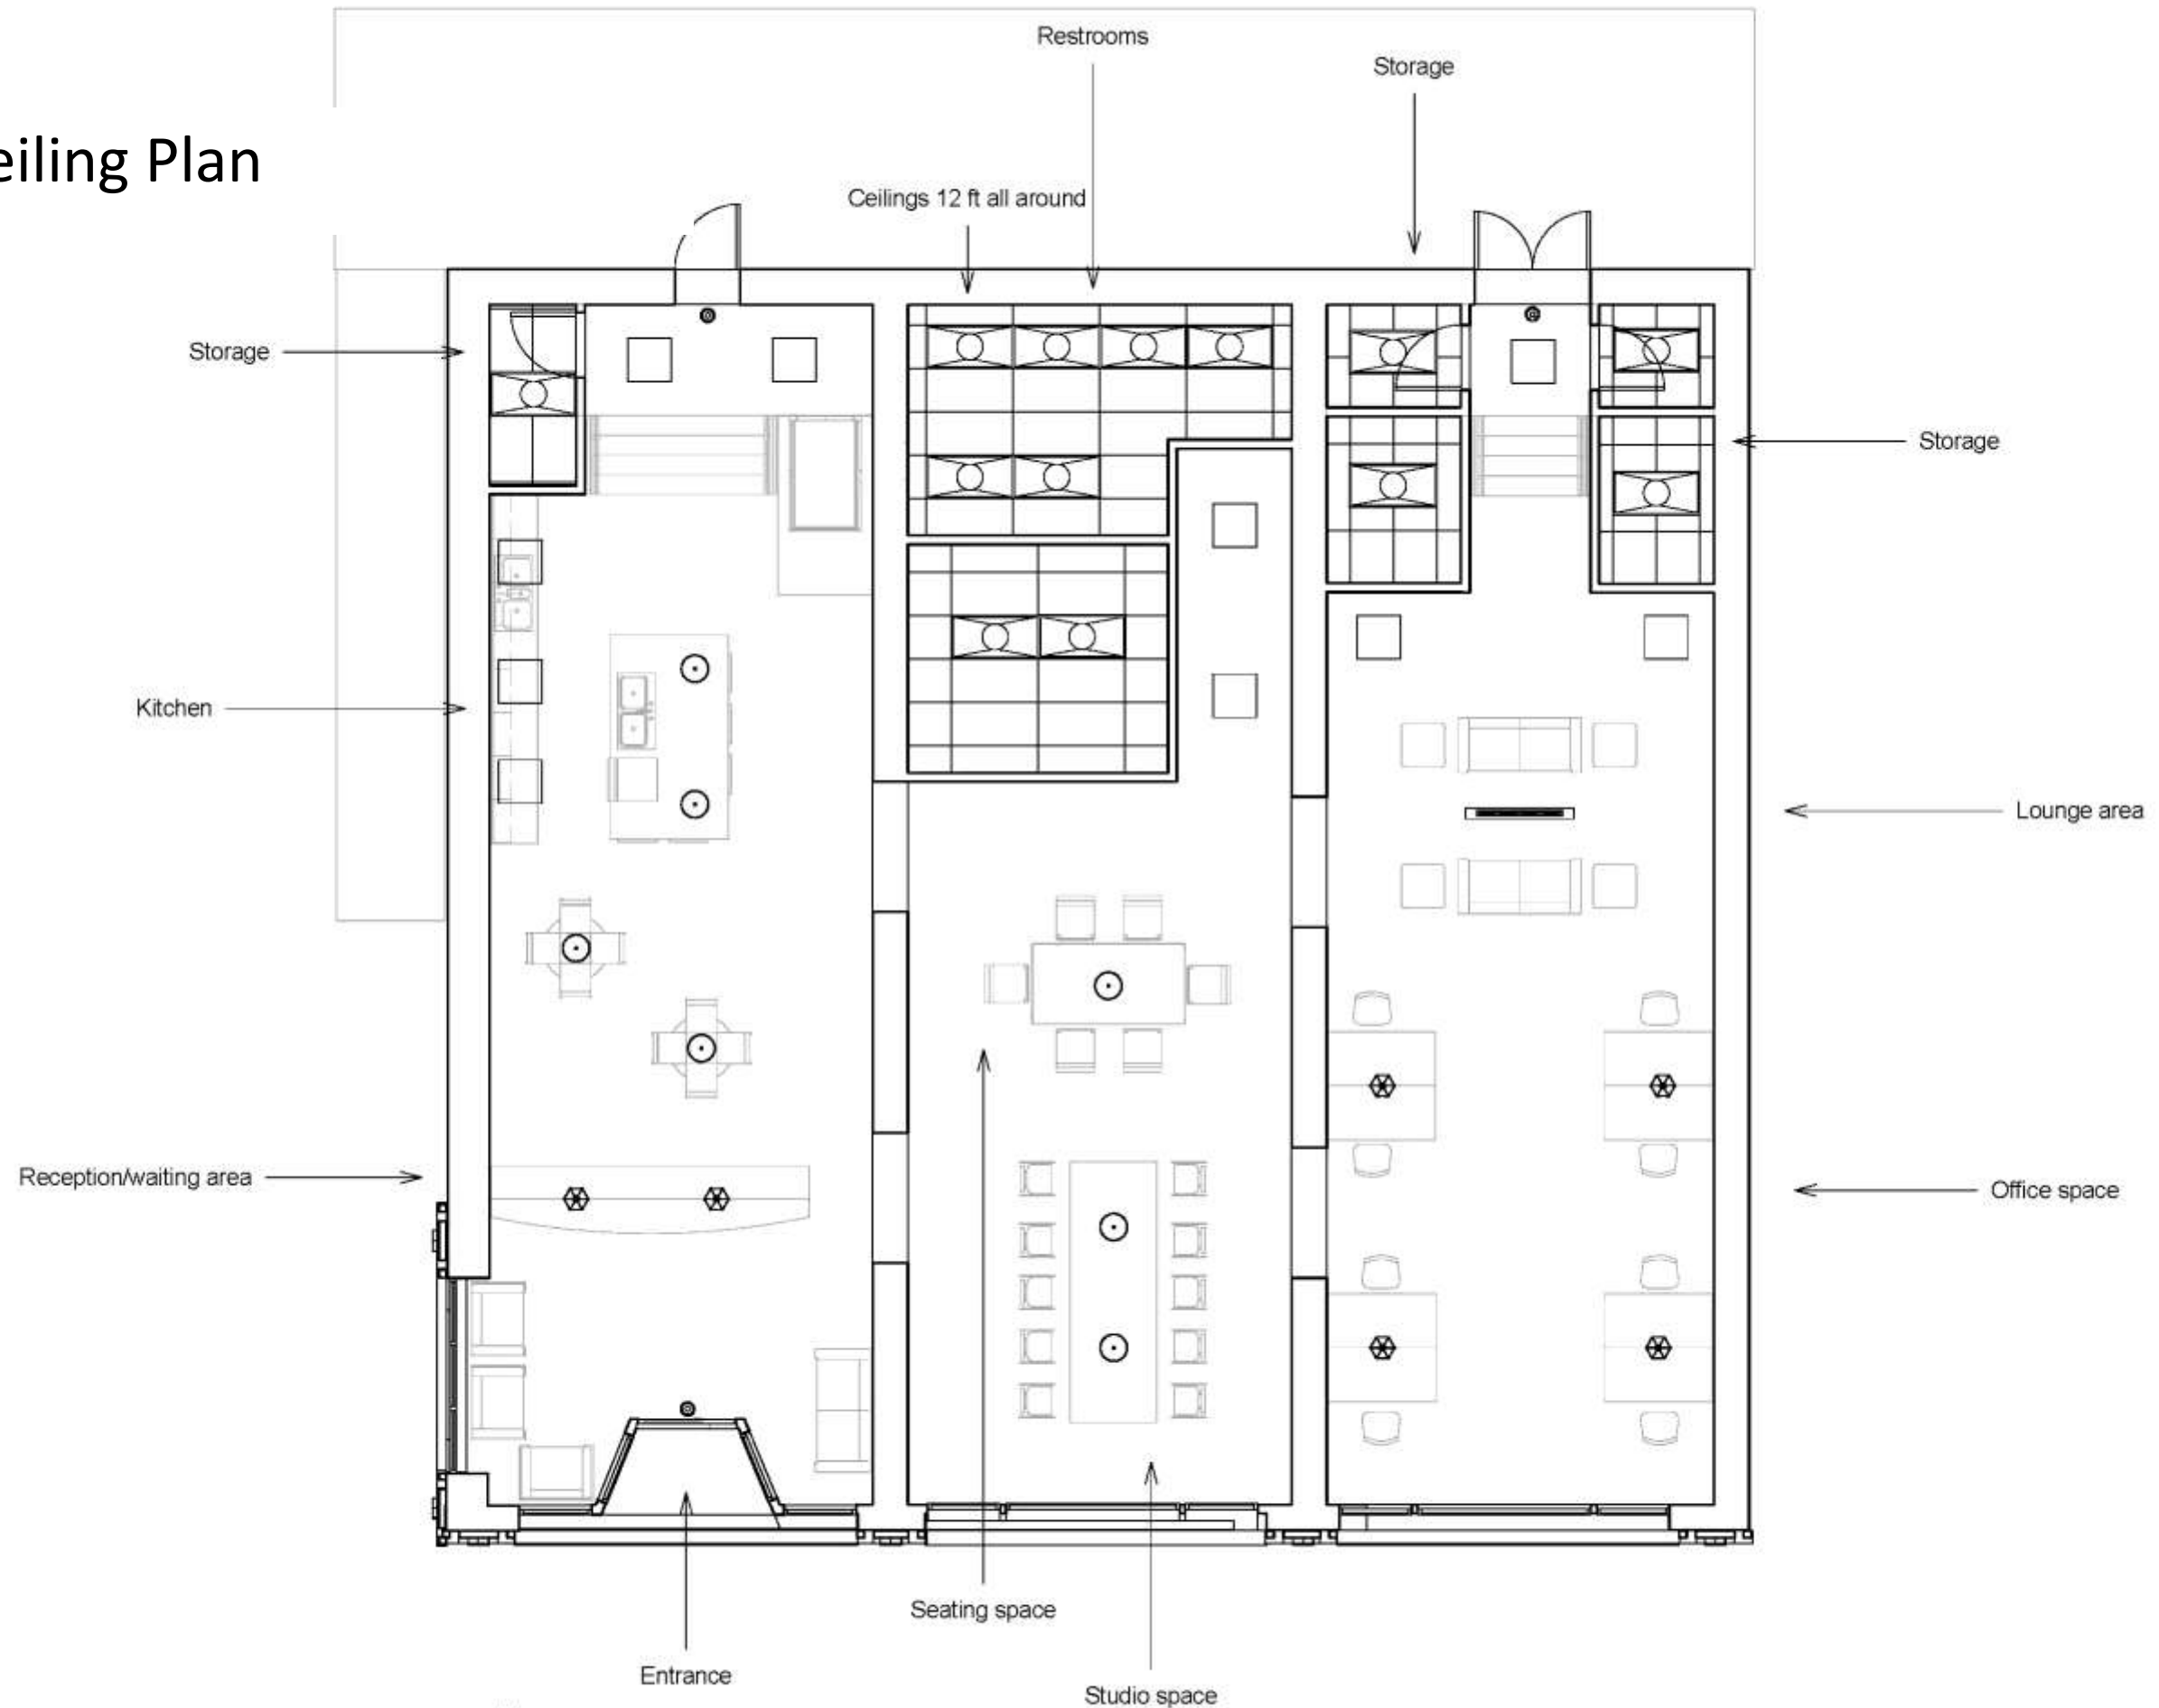 Restrooms
Storage
eiling Plan
Ceilings 12 ft all around
Storage
Storage
Kitchen
Lounge area
Reception/waiting area
Office space
Seating space
Entrance
Studio space